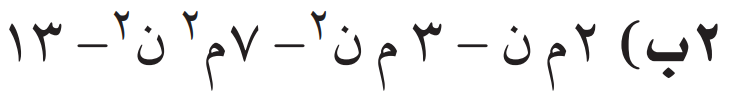 ٢ب) ٢م ن – ٣ م ن٢ – ٧م٢ ن٢ – ١٣